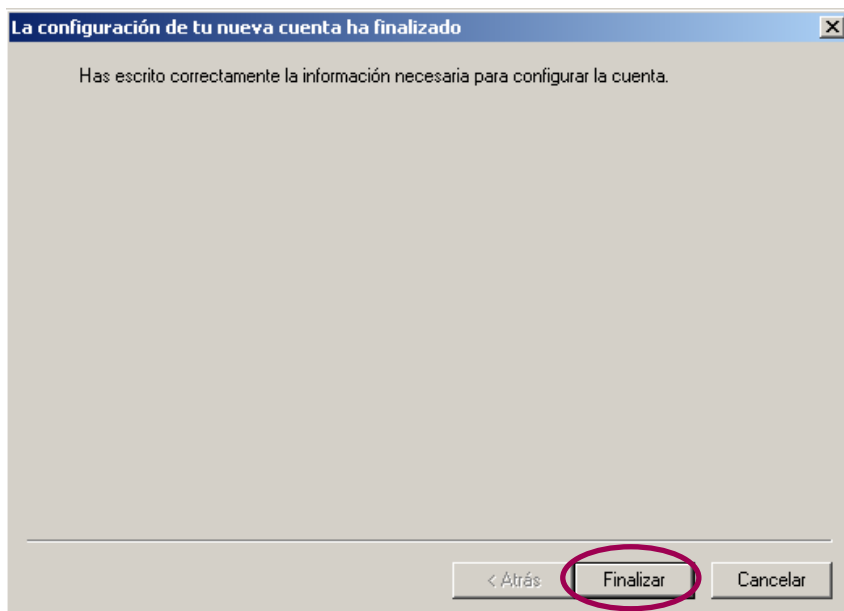 La configuración de tu nueva cuenta ha finalizado
Has escrito correctamente la información necesaria para configurar la cuenta.
< Atrás
Finalizar
Cancelar